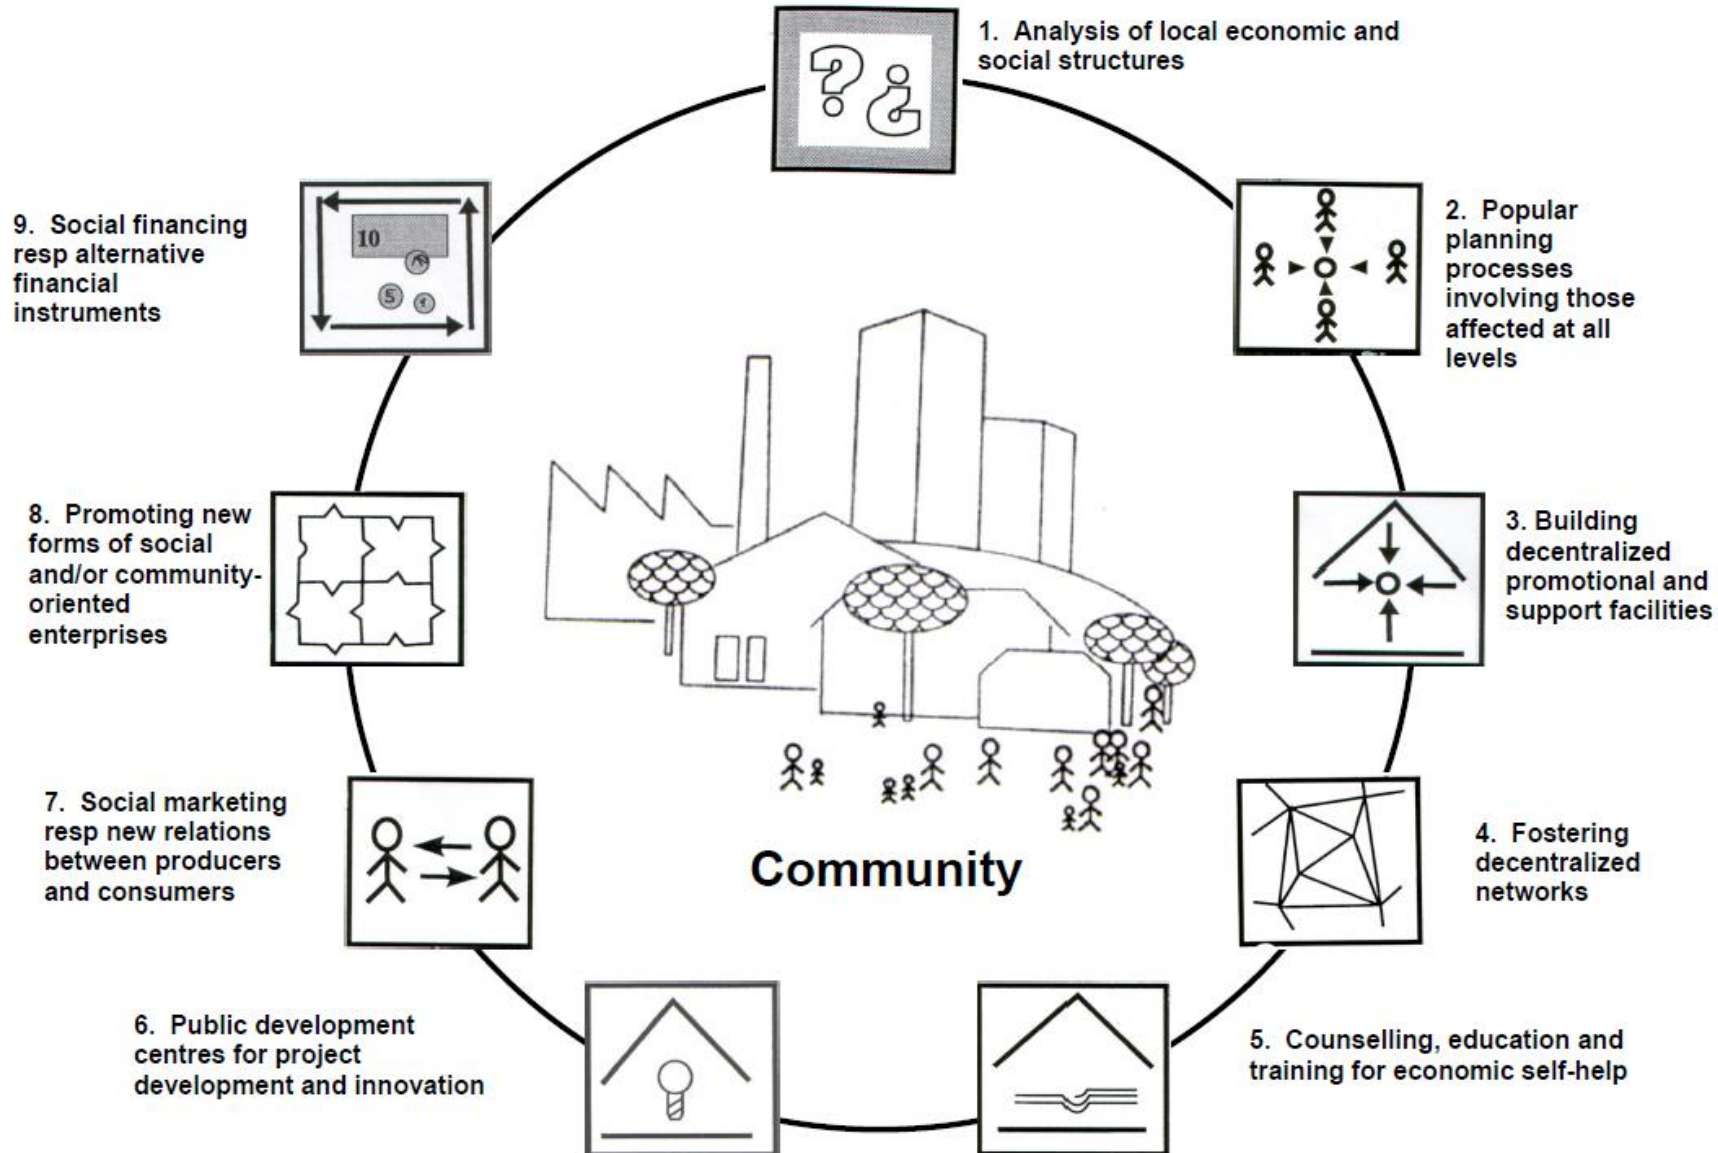 1. Analysis of local economic and
social structures
2. Popular
planning
processes
involving those
affected at all
levels
3. Building
decentralized
promotional and
support facilities
4. Fostering
decentralized
networks
5. Counselling, education and
training for economic self-help
6. Public development
centres for project
development and innovation
7. Social marketing
resp new relations
between producers
and consumers
8. Promoting new
forms of social
and/or community-
oriented
enterprises
9. Social financing
resp alternative
financial
instruments
? ¿
10
5 1
Community